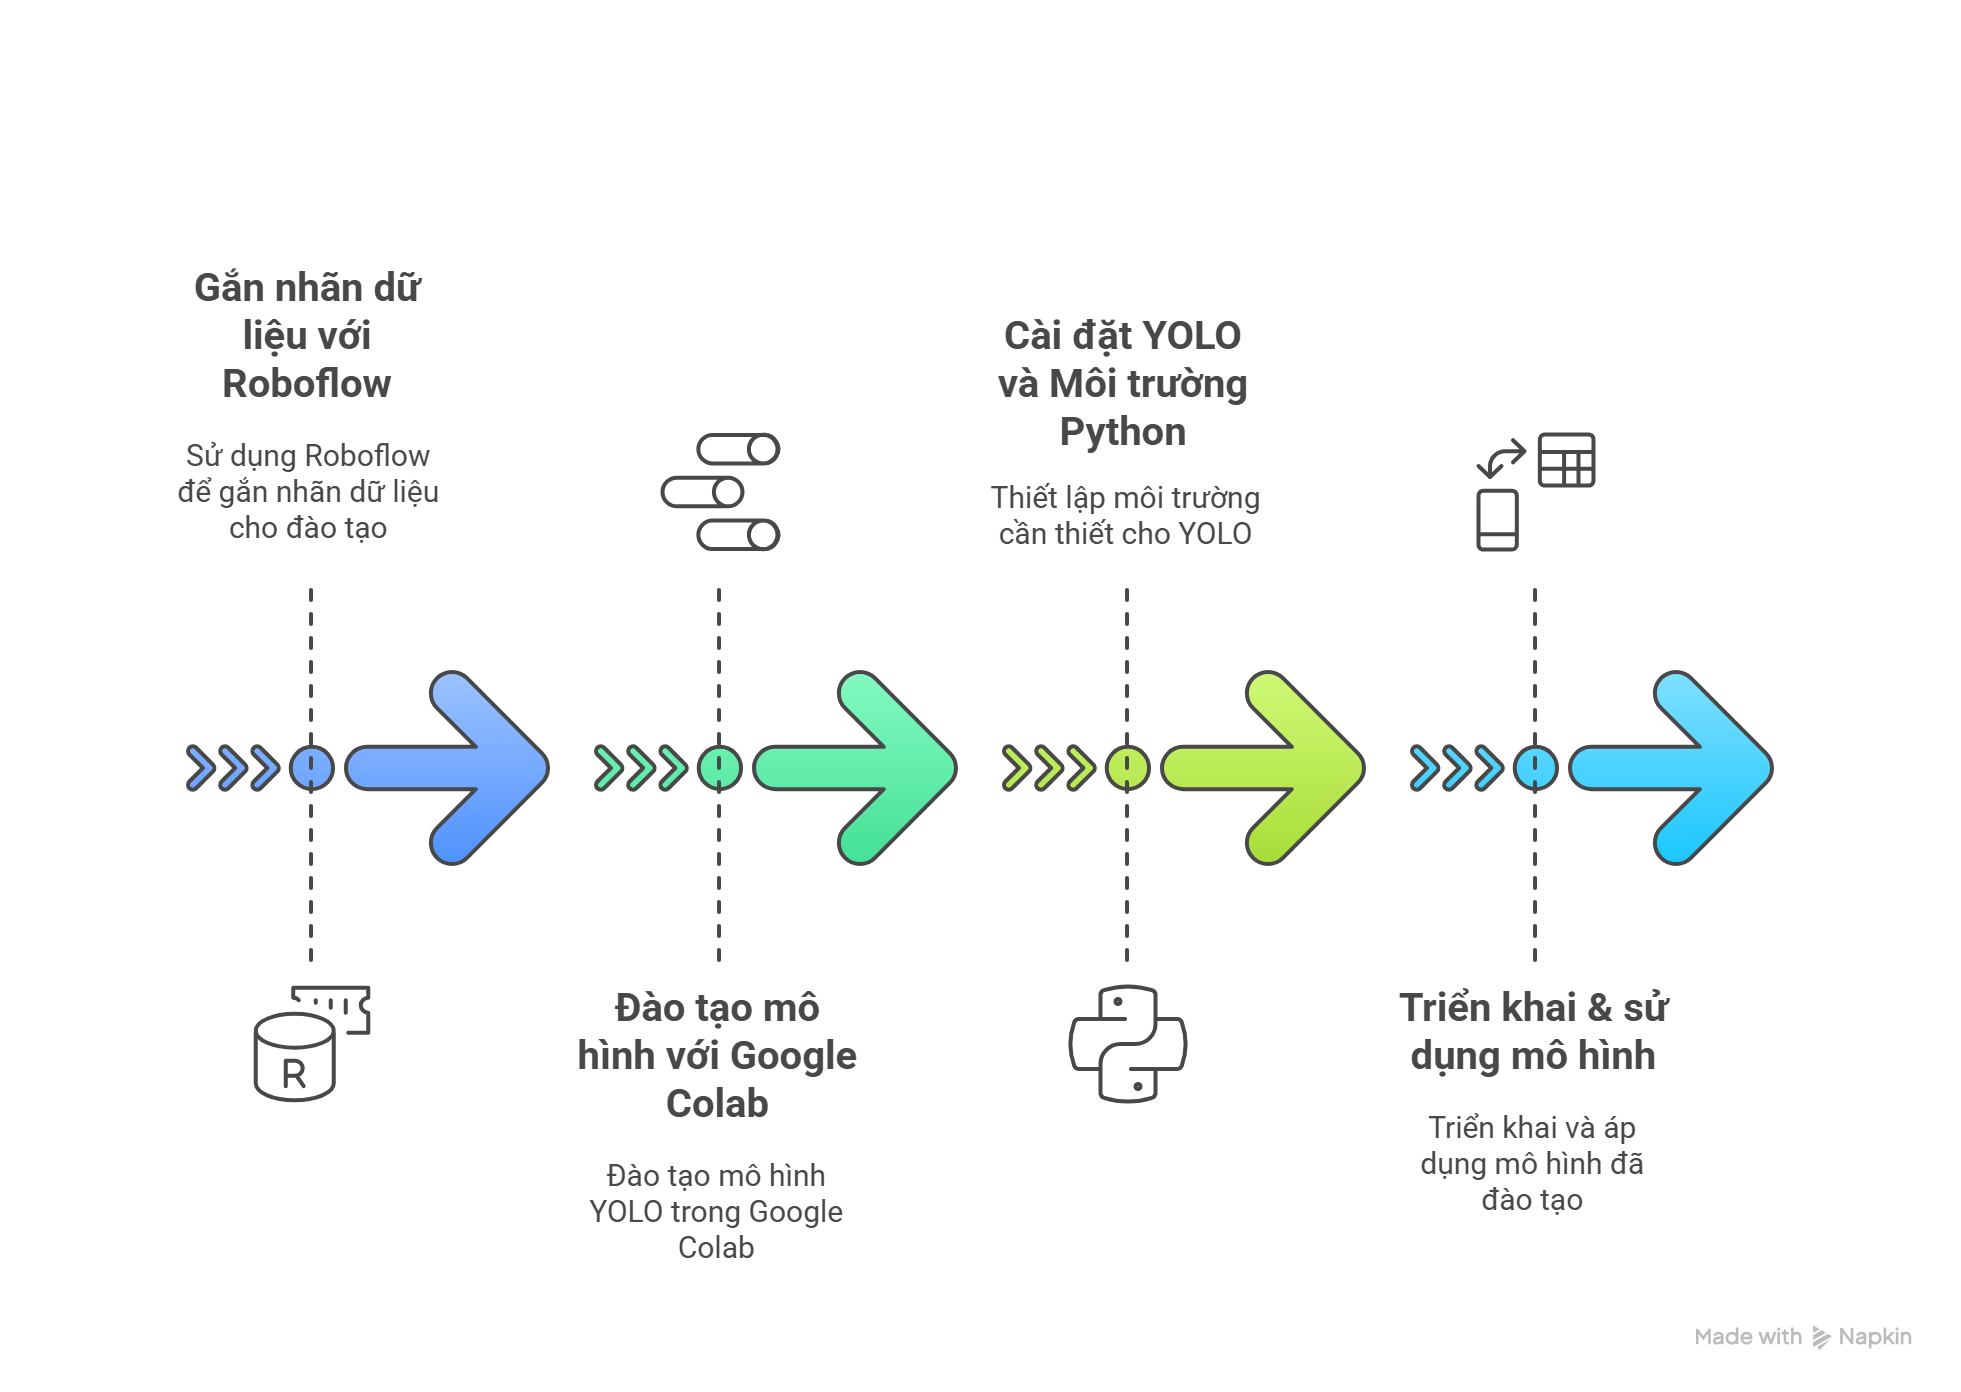 Gắn nhãn dữ
liệu với
Roboflow
Sử dụng Roboflow
để gắn nhãn dữ liệu
cho đào tạo
R
Đào tạo mô
hình với Google
Colab
Đào tạo mô hình
YOLO trong Google
Colab
Cài đặt YOLO
và Môi trường
Python
Thiết lập môi trường
cần thiết cho YOLO
Triển khai & sử
dụng mô hình
Triển khai và áp
dụng mô hình đã
đào tạo
Made with Napkin